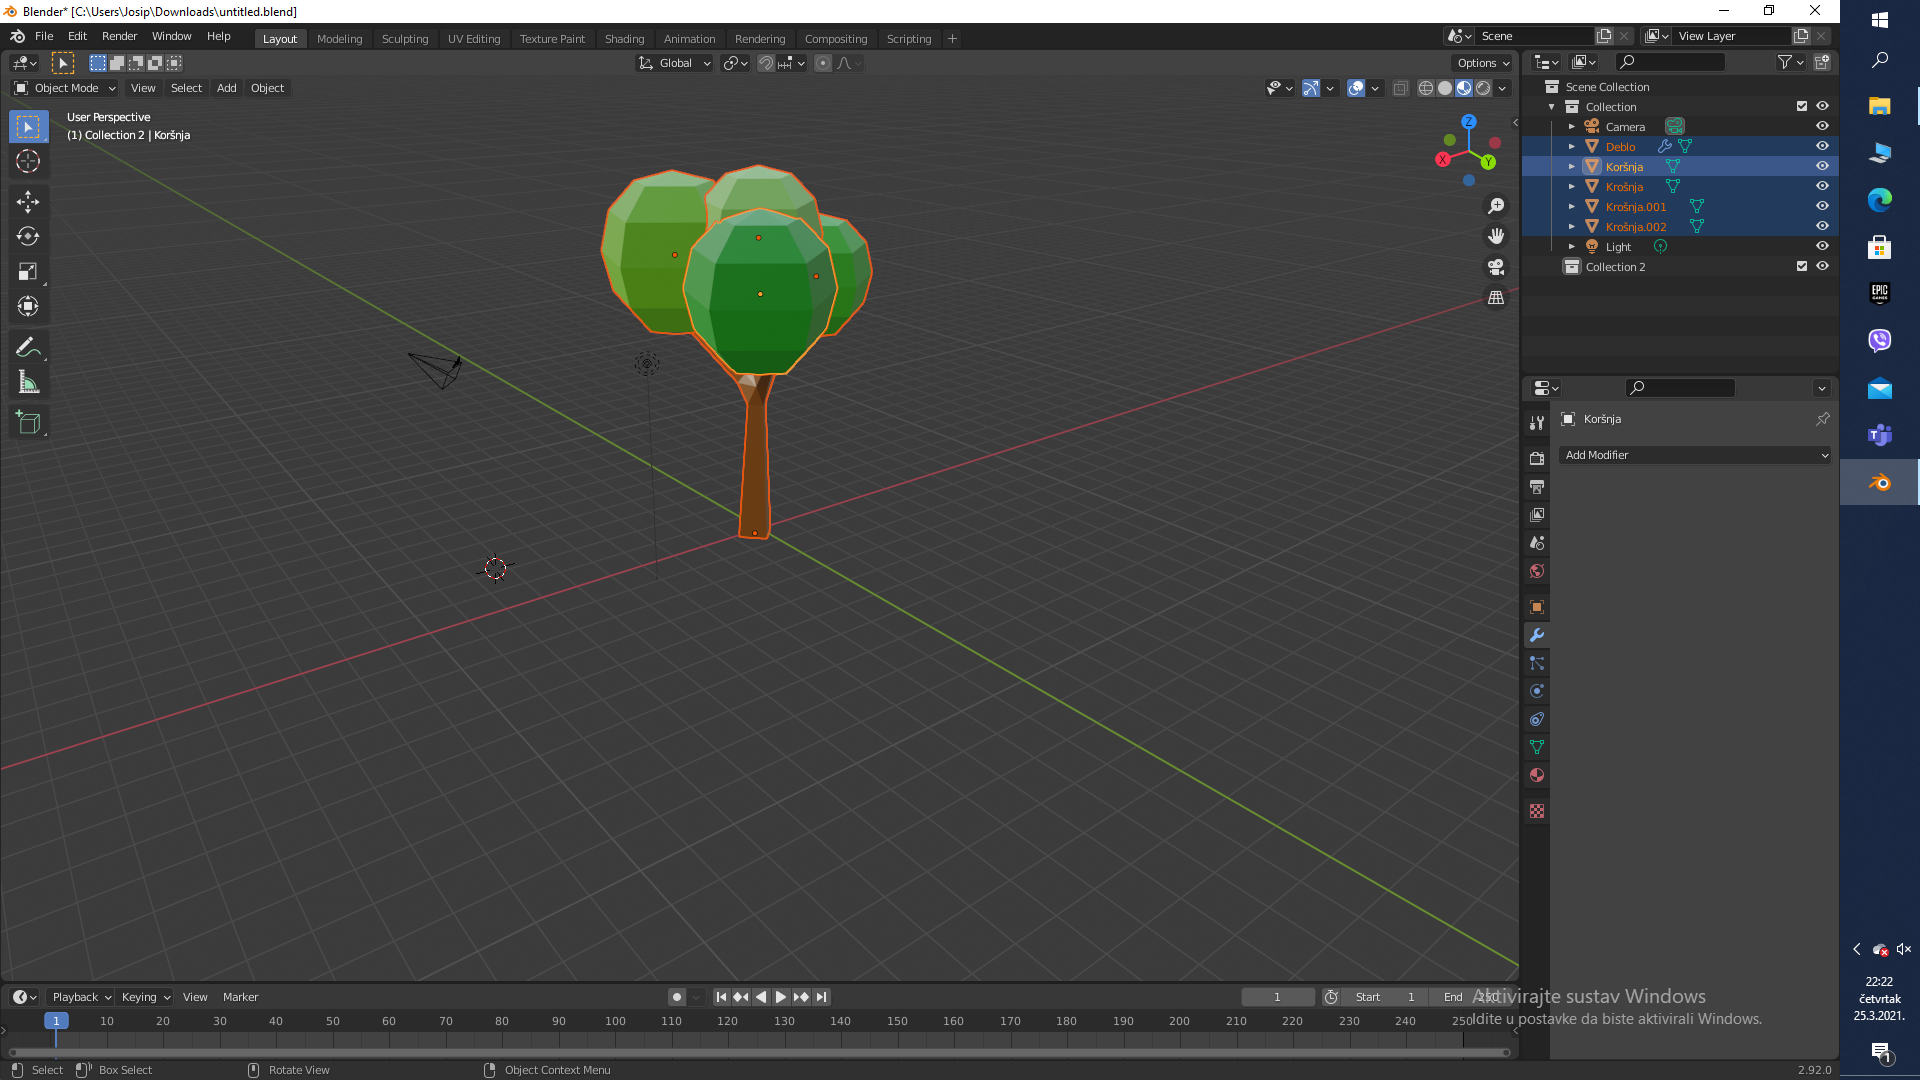 Blender* [C:\Users\Josip\Downloads\untitled.blend]
File Edit Render Window Help
Layout Modeling Sculpting UV Editing Texture Paint Shading Animation Rendering Compositing Scripting
Scene
View Layer
Global
Options
Object Mode View Select Add Object
User Perspective
(1) Collection 2 | Koršnja
Z
X
Y
Scene Collection
Collection
Camera
Deblo
Koršnja
Krošnja
Krošnja.001
Krošnja.002
Light
Collection 2
Koršnja
Add Modifier
EPIC
GAMES
Playback Keying View Marker
1
Start 1
End 250
1 10 20 30 40 50 60 70 80 90 100 110 120 130 140 150 160 170 180 190 200 210 220 230 240 250
Aktivirajte sustav Windows
Idite u postavke da biste aktivirali Windows.
Select Box Select Rotate View Object Context Menu
2.92.0
22:22
četvrtak
25.3.2021.
1